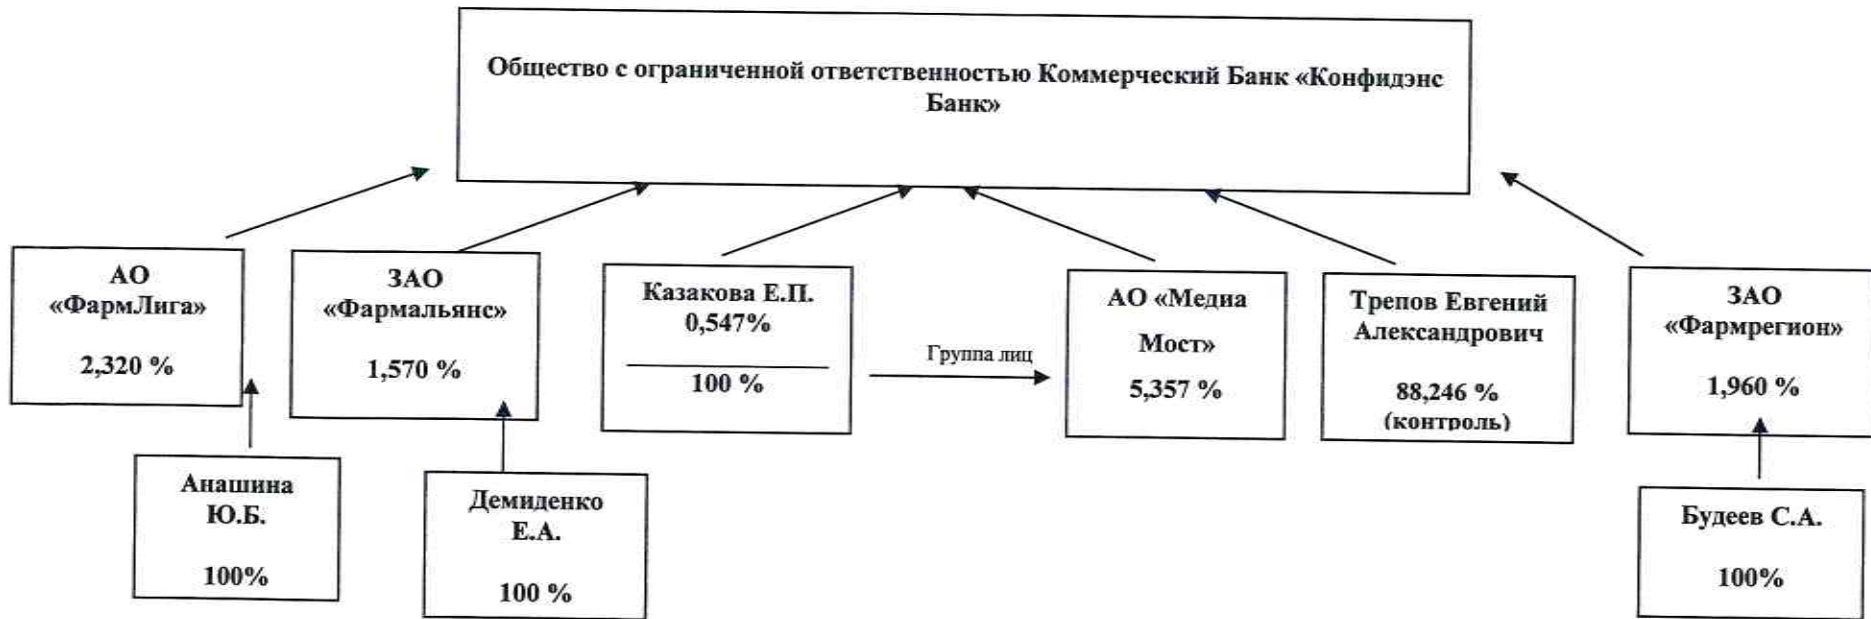 Общество с ограниченной ответственностью Коммерческий Банк «Конфидэнс
Банк»
АО
«ФармЛига»
2,320 %
ЗАО
«Фармальянс»
1,570 %
Казакова Е.П.
0,547%
100 %
Группа лиц
АО «Медиа
Мост»
5,357 %
Трепов Евгений
Александрович
88,246 %
(контроль)
ЗАО
«Фармрегион»
1,960 %
Анашина
Ю.Б.
100%
Демиденко
Е.А.
100 %
Будеев С.А.
100%